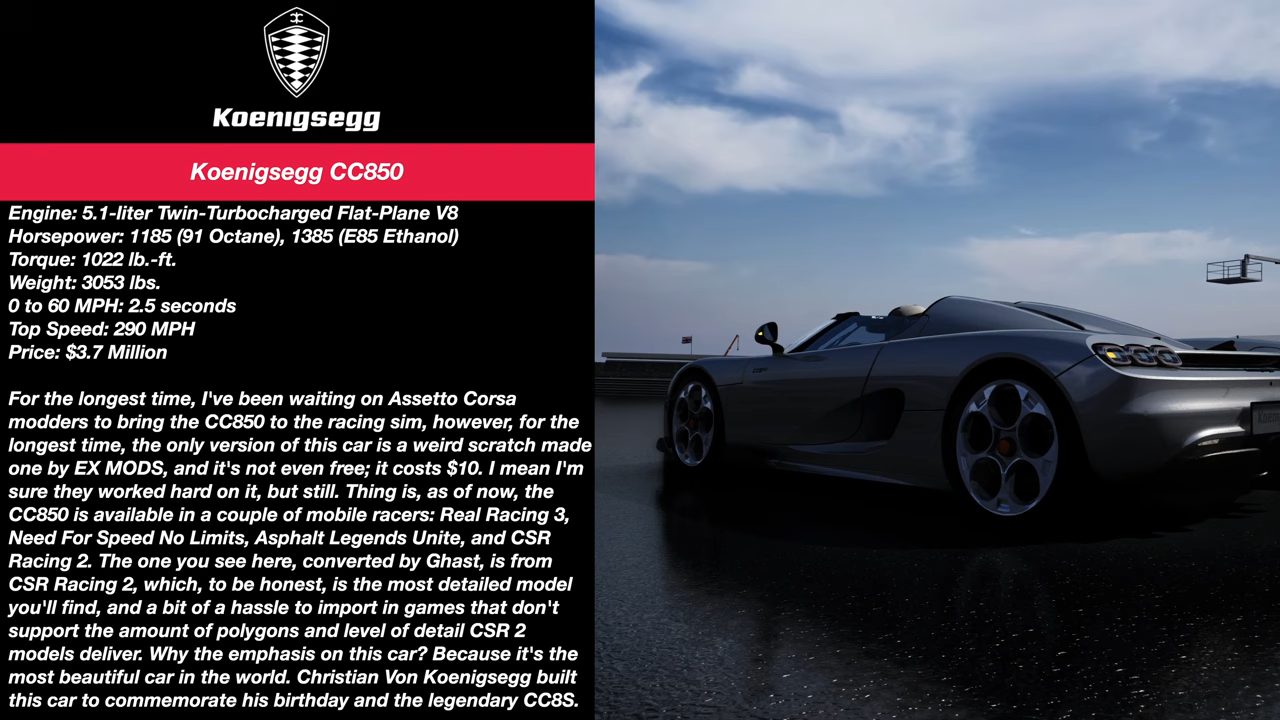 Koenigsegg
Koenigsegg CC850
Engine: 5.1-liter Twin-Turbocharged Flat-Plane V8
Horsepower: 1185 (91 Octane), 1385 (E85 Ethanol)
Torque: 1022 lb.-ft.
Weight: 3053 lbs.
0 to 60 MPH: 2.5 seconds
Top Speed: 290 MPH
Price: $3.7 Million
For the longest time, I've been waiting on Assetto Corsa
modders to bring the CC850 to the racing sim, however, for the
longest time, the only version of this car is a weird scratch made
one by EX MODS, and it's not even free; it costs $10. I mean I'm
sure they worked hard on it, but still. Thing is, as of now, the
CC850 is available in a couple of mobile racers: Real Racing 3,
Need For Speed No Limits, Asphalt Legends Unite, and CSR
Racing 2. The one you see here, converted by Ghast, is from
CSR Racing 2, which, to be honest, is the most detailed model
you'll find, and a bit of a hassle to import in games that don't
support the amount of polygons and level of detail CSR 2
models deliver. Why the emphasis on this car? Because it's the
most beautiful car in the world. Christian Von Koenigsegg built
this car to commemorate his birthday and the legendary CC8S.